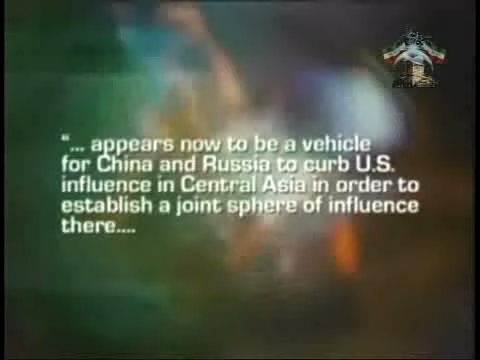 “... appears now to be a vehicle
for China and Russia to curb U.S.
influence in Central Asia in order to
establish a joint sphere of influence
there....